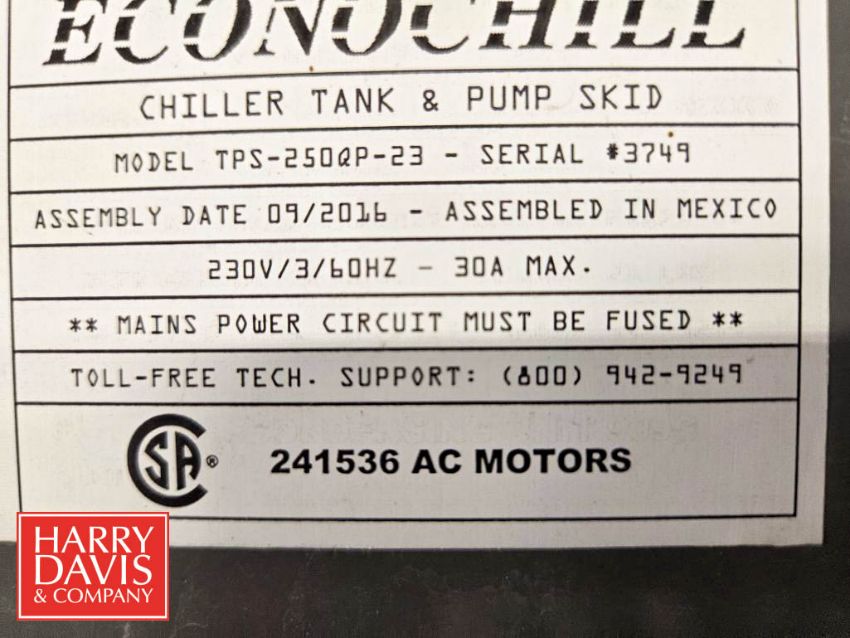 ECONOCHILL
CHILLER TANK & PUMP SKID
MODEL TPS-250QP-23 - SERIAL #3749
ASSEMBLY DATE 09/2016 - ASSEMBLED IN MEXICO
230V/3/60HZ - 30A MAX.
** MAINS POWER CIRCUIT MUST BE FUSED **
TOLL-FREE TECH. SUPPORT: (800) 942-9249
CSA® 241536 AC MOTORS
HARRY
DAVIS
& COMPANY